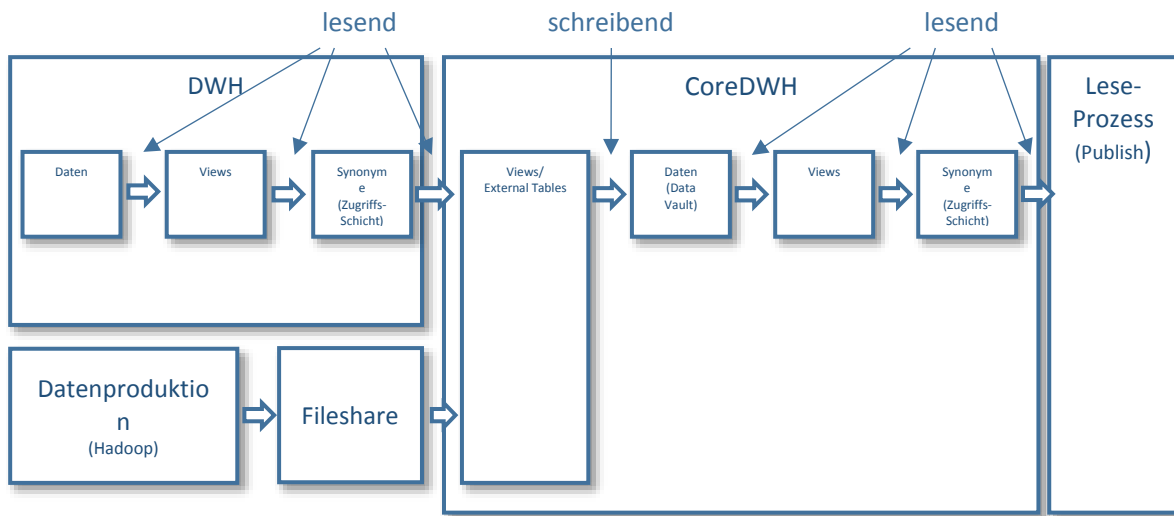 lesend
schreibend
lesend
DWH
Daten
Views
Synonym
e
(Zugriffs-
Schicht)
CoreDWH
Views/
External Tables
Daten
(Data
Vault)
Views
Synonym
e
(Zugriffs-
Schicht)
Lese-
Prozess
(Publish)
Datenproduktio
n
(Hadoop)
Fileshare